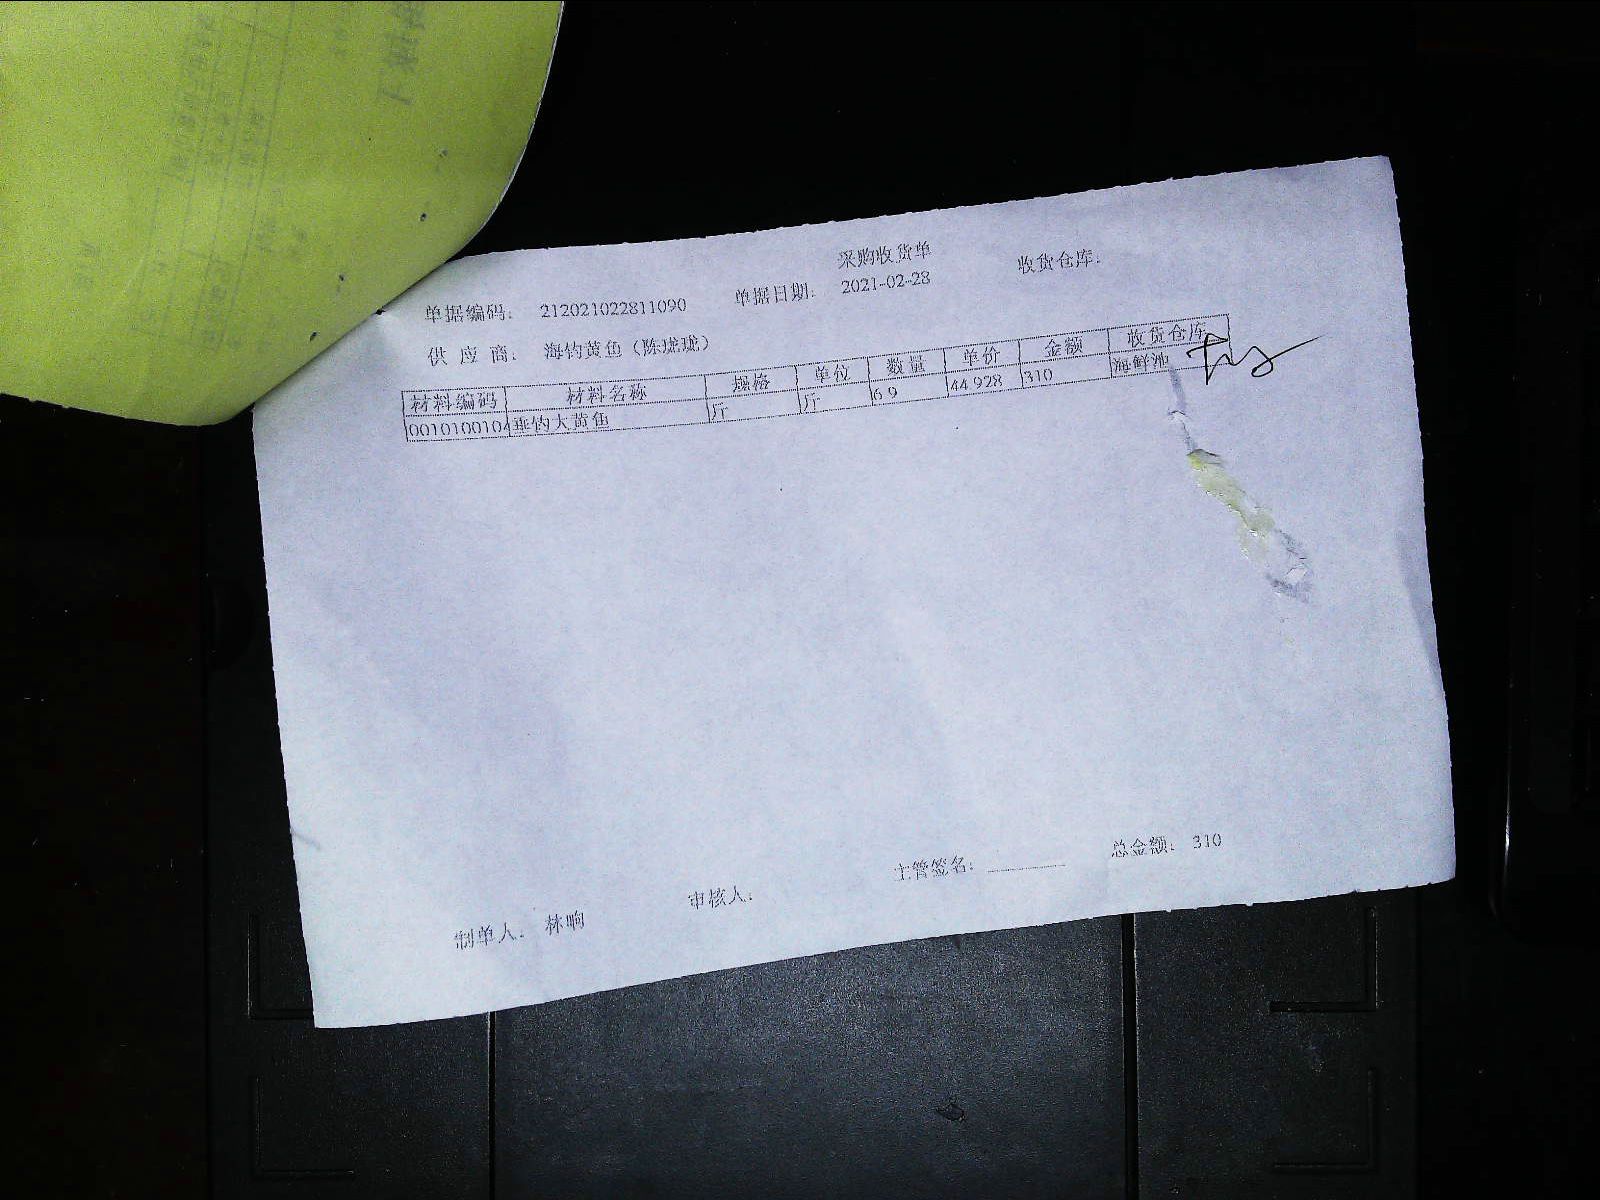 采购收货单
单据编码： 212021022811090 单据日期： 2021-02-28 收货仓库：
供 应 商： 海钓黄鱼（陈珑珑）
材料编码 材料名称 规格 单位 数量 单价 金额 收货仓库
0010100104 垂钓大黄鱼 斤 斤 6.9 44.928 310 海鲜池
制单人： 林晌 审核人： 主管签名： 总金额： 310